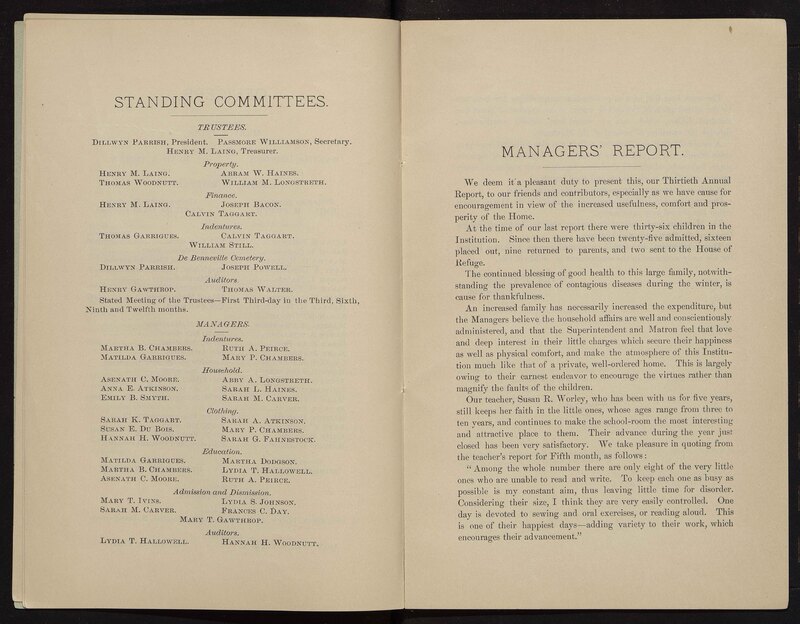 STANDING COMMITTEES.
TRUSTEES.
DILLWYN PARRISH, President. PASSMORE WILLIAMSON, Secretary.
HENRY M. LAING, Treasurer.
Property.
HENRY M. LAING. ABRAM W. HAINES.
THOMAS WOODNUTT. WILLIAM M. LONGSTRETH.
Finance.
HENRY M. LAING. JOSEPH BACON.
CALVIN TAGGART.
Indentures.
THOMAS GARRIGUES. CALVIN TAGGART.
WILLIAM STILL.
De Benneville Cemetery.
DILLWYN PARRISH. JOSEPH POWELL.
Auditors.
HENRY GAWTHROP. THOMAS WALTER.
Stated Meeting of the Trustees—First Third-day in the Third, Sixth,
Ninth and Twelfth months.
MANAGERS.
Indentures.
MARTHA B. CHAMBERS. RUTH A. PEIRCE.
MATILDA GARRIGUES. MARY P. CHAMBERS.
Household.
ASENATH C. MOORE. ABBY A. LONGSTRETH.
ANNA E. ATKINSON. SARAH L. HAINES.
EMILY B. SMYTH. SARAH M. CARVER.
Clothing.
SARAH K. TAGGART. SARAH A. ATKINSON.
SUSAN E. DU BOIS. MARY P. CHAMBERS.
HANNAH H. WOODNUTT. SARAH G. FAHNESTOCK.
Education.
MATILDA GARRIGUES. MARTHA DODGSON.
MARTHA B. CHAMBERS. LYDIA T. HALLOWELL.
ASENATH C. MOORE. RUTH A. PEIRCE.
Admission and Dismission.
MARY T. IVINS. LYDIA S. JOHNSON.
SARAH M. CARVER. FRANCES C. DAY.
MARY T. GAWTHROP.
Auditors.
LYDIA T. HALLOWELL. HANNAH H. WOODNUTT.
MANAGERS' REPORT.
We deem it a pleasant duty to present this, our Thirtieth Annual
Report, to our friends and contributors, especially as we have cause for
encouragement in view of the increased usefulness, comfort and pros-
perity of the Home.
At the time of our last report there were thirty-six children in the
Institution. Since then there have been twenty-five admitted, sixteen
placed out, nine returned to parents, and two sent to the House of
Refuge.
The continued blessing of good health to this large family, notwith-
standing the prevalence of contagious diseases during the winter, is
cause for thankfulness.
An increased family has necessarily increased the expenditure, but
the Managers believe the household affairs are well and conscientiously
administered, and that the Superintendent and Matron feel that love
and deep interest in their little charges which secure their happiness
as well as physical comfort, and make the atmosphere of this Institu-
tion much like that of a private, well-ordered home. This is largely
owing to their earnest endeavor to encourage the virtues rather than
magnify the faults of the children.
Our teacher, Susan R. Worley, who has been with us for five years,
still keeps her faith in the little ones, whose ages range from three to
ten years, and continues to make the school-room the most interesting
and attractive place to them. Their advance during the year just
closed has been very satisfactory. We take pleasure in quoting from
the teacher's report for Fifth month, as follows:
"Among the whole number there are only eight of the very little
ones who are unable to read and write. To keep each one as busy as
possible is my constant aim, thus leaving little time for disorder.
Considering their size, I think they are very easily controlled. One
day is devoted to sewing and oral exercises, or reading aloud. This
is one of their happiest days—adding variety to their work, which
encourages their advancement."